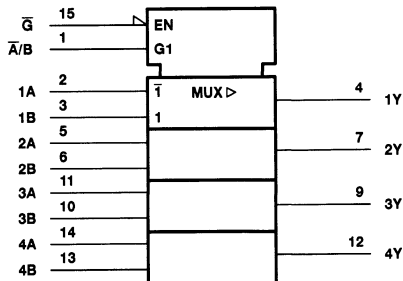 G̅ 15 EN
A̅/B 1 G1
1A 2 1̅ MUX ▷ 4 1Y
1B 3 1
2A 5 7 2Y
2B 6
3A 11 9 3Y
3B 10
4A 14 12 4Y
4B 13